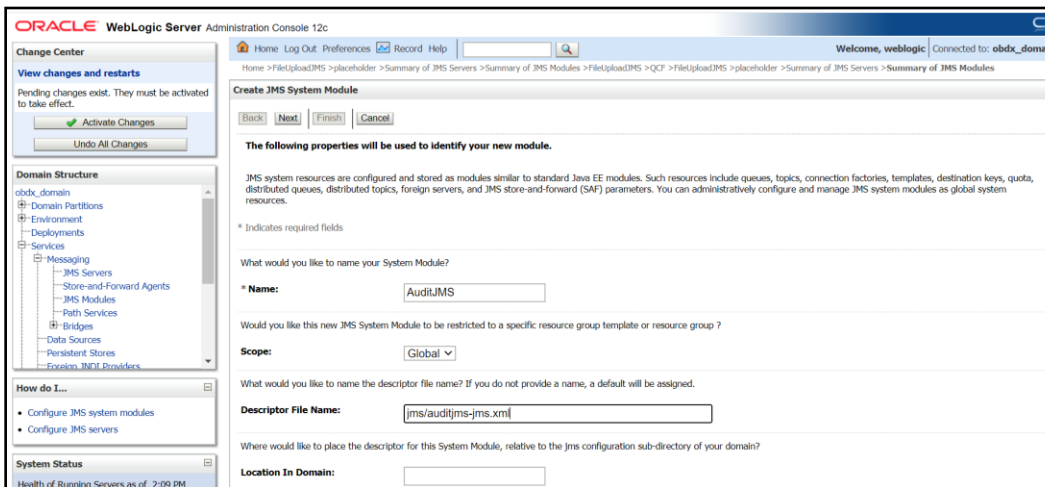 ORACLE WebLogic Server Administration Console 12c
Change Center
View changes and restarts
Pending changes exist. They must be activated
to take effect.
Activate Changes
Undo All Changes
Domain Structure
obdx_domain
Domain Partitions
Environment
Deployments
Services
Messaging
JMS Servers
Store-and-Forward Agents
JMS Modules
Path Services
Bridges
Data Sources
Persistent Stores
Foreign JNDI Providers
How do I...
Configure JMS system modules
Configure JMS servers
System Status
Health of Running Servers as of 2:09 PM
Home Log Out Preferences Record Help
Welcome, weblogic Connected to: obdx_doma
Home >FileUploadJMS >placeholder >Summary of JMS Servers >Summary of JMS Modules >FileUploadJMS >QCF >FileUploadJMS >placeholder >Summary of JMS Servers >Summary of JMS Modules
Create JMS System Module
Back Next Finish Cancel
The following properties will be used to identify your new module.
JMS system resources are configured and stored as modules similar to standard Java EE modules. Such resources include queues, topics, connection factories, templates, destination keys, quota,
distributed queues, distributed topics, foreign servers, and JMS store-and-forward (SAF) parameters. You can administratively configure and manage JMS system modules as global system
resources.
* Indicates required fields
What would you like to name your System Module?
* Name: AuditJMS
Would you like this new JMS System Module to be restricted to a specific resource group template or resource group ?
Scope: Global
What would you like to name the descriptor file name? If you do not provide a name, a default will be assigned.
Descriptor File Name: jms/auditjms-jms.xml
Where would like to place the descriptor for this System Module, relative to the jms configuration sub-directory of your domain?
Location In Domain: